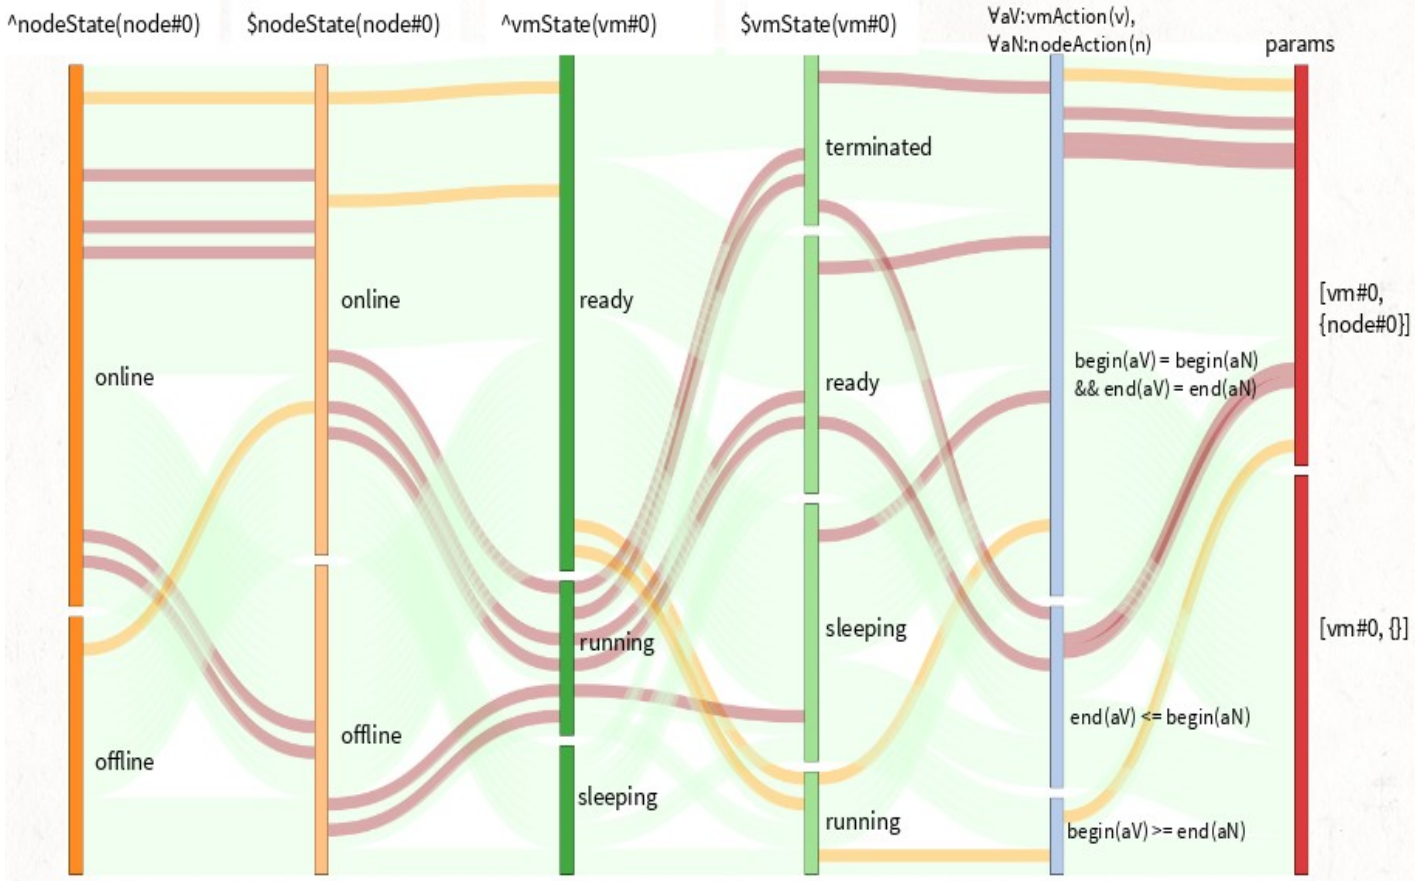 ^nodeState(node#0)
$nodeState(node#0)
^vmState(vm#0)
$vmState(vm#0)
∀aV:vmAction(v),
∀aN:nodeAction(n)
params
online
offline
online
offline
ready
running
sleeping
terminated
ready
sleeping
running
begin(aV) = begin(aN)
&& end(aV) = end(aN)
end(aV) <= begin(aN)
begin(aV) >= end(aN)
[vm#0,
{node#0}]
[vm#0, {}]